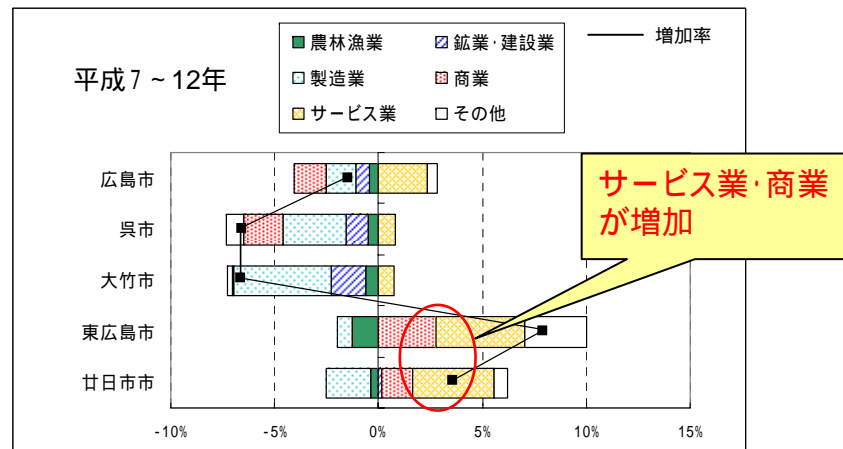 農林漁業
鉱業・建設業
増加率
平成7~12年
製造業
商業
サービス業
その他
広島市
呉市
大竹市
東広島市
廿日市市
サービス業・商業
が増加
-10%
-5%
0%
5%
10%
15%